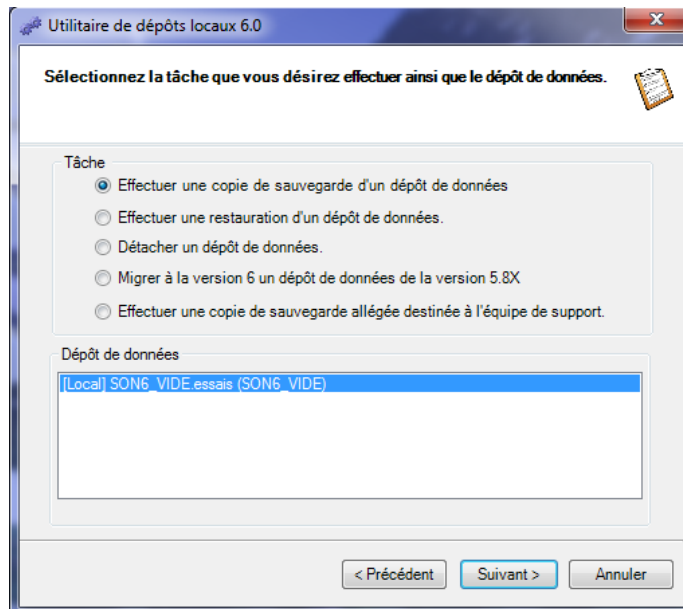 Utilitaire de dépôts locaux 6.0
Sélectionnez la tâche que vous désirez effectuer ainsi que le dépôt de données.
Tâche
Effectuer une copie de sauvegarde d'un dépôt de données
Effectuer une restauration d'un dépôt de données.
Détacher un dépôt de données.
Migrer à la version 6 un dépôt de données de la version 5.8X
Effectuer une copie de sauvegarde allégée destinée à l'équipe de support.
Dépôt de données
[Local] SON6_VIDE.essais (SON6_VIDE)
< Précédent
Suivant >
Annuler